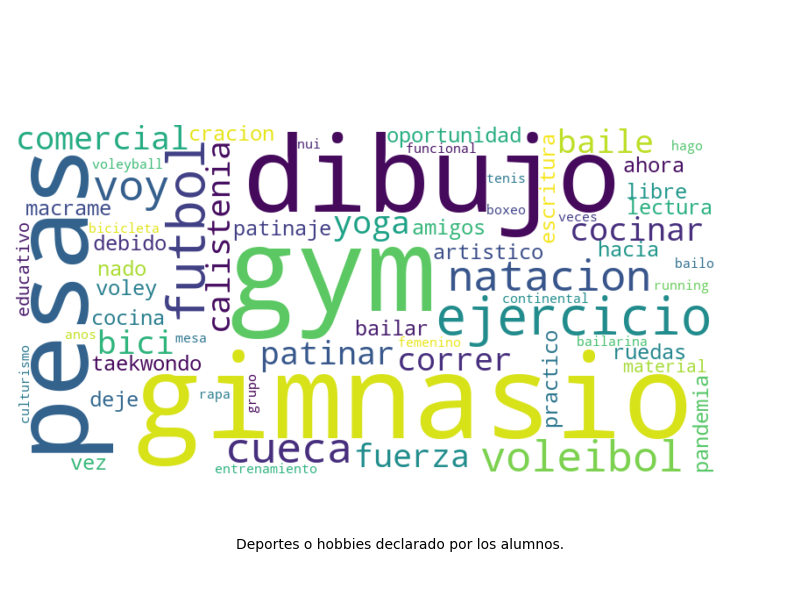 comercial
cracion
nui
dibujo
oportunidad
funcional
baile
hago
voleyball
pesas
voy
futbol
calistenia
tenis
escritura
ahora
libre
lectura
macrame
boxeo
veces
bicicleta
patinaje
yoga
amigos
cocinar
educativo
debido
gym
artistico
hacia
nado
natacion
bailo
voley
continental
running
cocina
bailar
ejercicio
anos
bici
mesa
femenino
bailarina
culturismo
taekwondo
patinar
correr
practico
ruedas
material
deje
rapa
grupo
gimnasio
pandemia
vez
cueca
fuerza
voleibol
entrenamiento
Deportes o hobbies declarado por los alumnos.